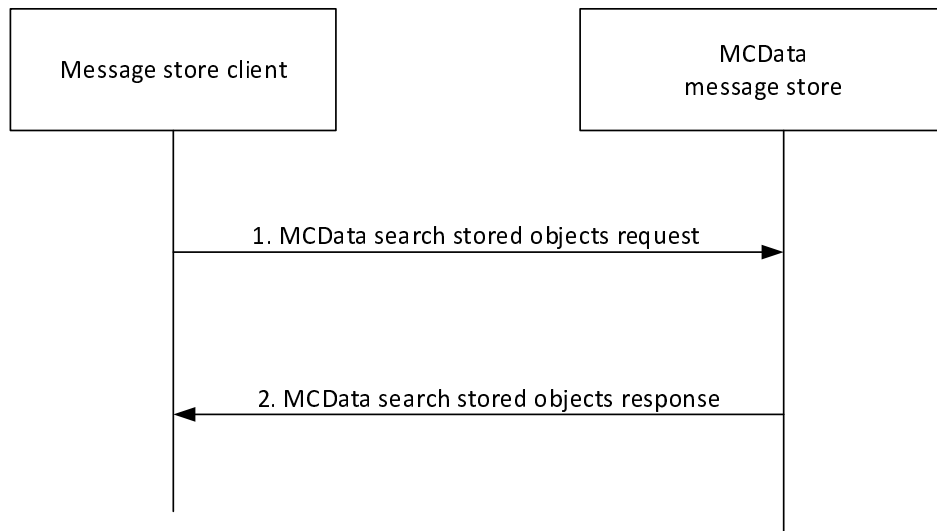 Message store client
MCData
message store
1. MCData search stored objects request
2. MCData search stored objects response